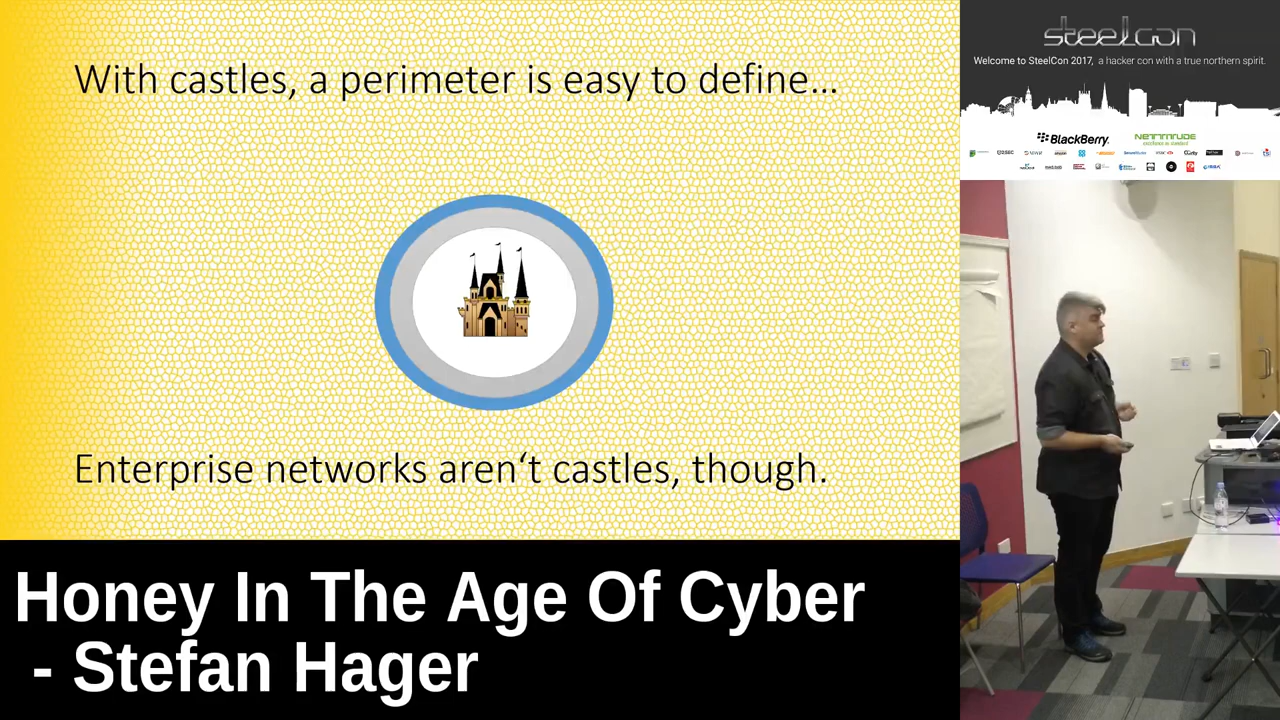 With castles, a perimeter is easy to define...
Enterprise networks aren‘t castles, though.
Honey In The Age Of Cyber
- Stefan Hager
steelcon
Welcome to SteelCon 2017, a hacker con with a true northern spirit.
BlackBerry
NETTITUDE